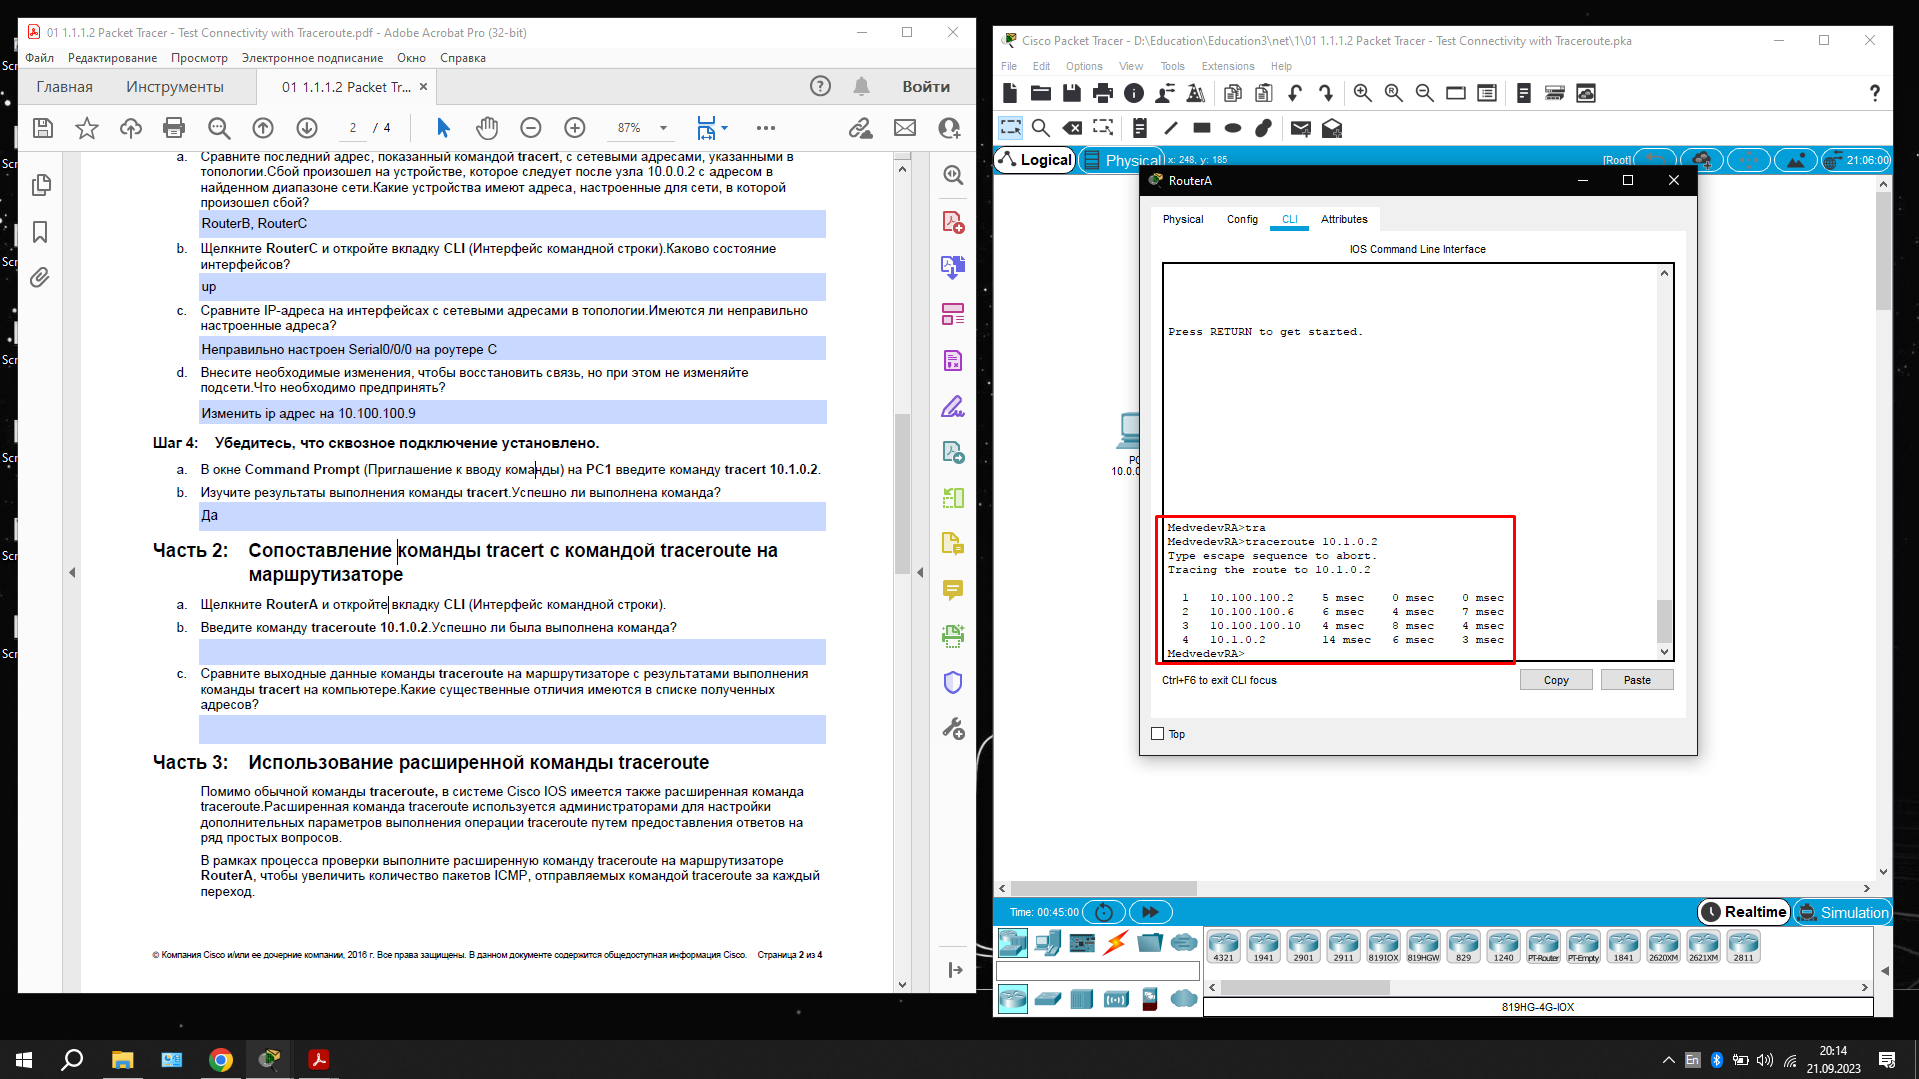 01 1.1.1.2 Packet Tracer - Test Connectivity with Traceroute.pdf - Adobe Acrobat Pro (32-bit)
Файл Редактирование Просмотр Электронное подписание Окно Справка
Главная Инструменты 01 1.1.1.2 Packet Tr... × Войти
2 / 4 87%
a. Сравните последний адрес, показанный командой tracert, с сетевыми адресами, указанными в
топологии.Сбой произошел на устройстве, которое следует после узла 10.0.0.2 с адресом в
найденном диапазоне сети.Какие устройства имеют адреса, настроенные для сети, в которой
произошел сбой?
RouterB, RouterC
b. Щелкните RouterC и откройте вкладку CLI (Интерфейс командной строки).Каково состояние
интерфейсов?
up
c. Сравните IP-адреса на интерфейсах с сетевыми адресами в топологии.Имеются ли неправильно
настроенные адреса?
Неправильно настроен Serial0/0/0 на роутере C
d. Внесите необходимые изменения, чтобы восстановить связь, но при этом не изменяйте
подсети.Что необходимо предпринять?
Изменить ip адрес на 10.100.100.9
Шаг 4: Убедитесь, что сквозное подключение установлено.
a. В окне Command Prompt (Приглашение к вводу команды) на PC1 введите команду tracert 10.1.0.2.
b. Изучите результаты выполнения команды tracert.Успешно ли выполнена команда?
Да
Часть 2: Сопоставление команды tracert с командой traceroute на
маршрутизаторе
a. Щелкните RouterA и откройте вкладку CLI (Интерфейс командной строки).
b. Введите команду traceroute 10.1.0.2.Успешно ли была выполнена команда?
c. Сравните выходные данные команды traceroute на маршрутизаторе с результатами выполнения
команды tracert на компьютере.Какие существенные отличия имеются в списке полученных
адресов?
Часть 3: Использование расширенной команды traceroute
Помимо обычной команды traceroute, в системе Cisco IOS имеется также расширенная команда
traceroute.Расширенная команда traceroute используется администраторами для настройки
дополнительных параметров выполнения операции traceroute путем предоставления ответов на
ряд простых вопросов.
В рамках процесса проверки выполните расширенную команду traceroute на маршрутизаторе
RouterA, чтобы увеличить количество пакетов ICMP, отправляемых командой traceroute за каждый
переход.
© Компания Cisco и/или ее дочерние компании, 2016 г. Все права защищены. В данном документе содержится общедоступная информация Cisco. Страница 2 из 4
Cisco Packet Tracer - D:\Education\Education3\net\1\01 1.1.1.2 Packet Tracer - Test Connectivity with Traceroute.pka
File Edit Options View Tools Extensions Help
Logical Physical x: 248, y: 185 [Root] 21:06:00
RouterA
Physical Config CLI Attributes
IOS Command Line Interface
Press RETURN to get started.
MedvedevRA>tra
MedvedevRA>traceroute 10.1.0.2
Type escape sequence to abort.
Tracing the route to 10.1.0.2
1 10.100.100.2 5 msec 0 msec 0 msec
2 10.100.100.6 6 msec 4 msec 7 msec
3 10.100.100.10 4 msec 8 msec 4 msec
4 10.1.0.2 14 msec 6 msec 3 msec
MedvedevRA>
Ctrl+F6 to exit CLI focus Copy Paste
Top
Time: 00:45:00 Realtime Simulation
4321 1941 2901 2911 819IOX 819HGW 829 1240 PT-Router PT-Empty 1841 2620XM 2621XM 2811
819HG-4G-IOX
En 20:14
21.09.2023